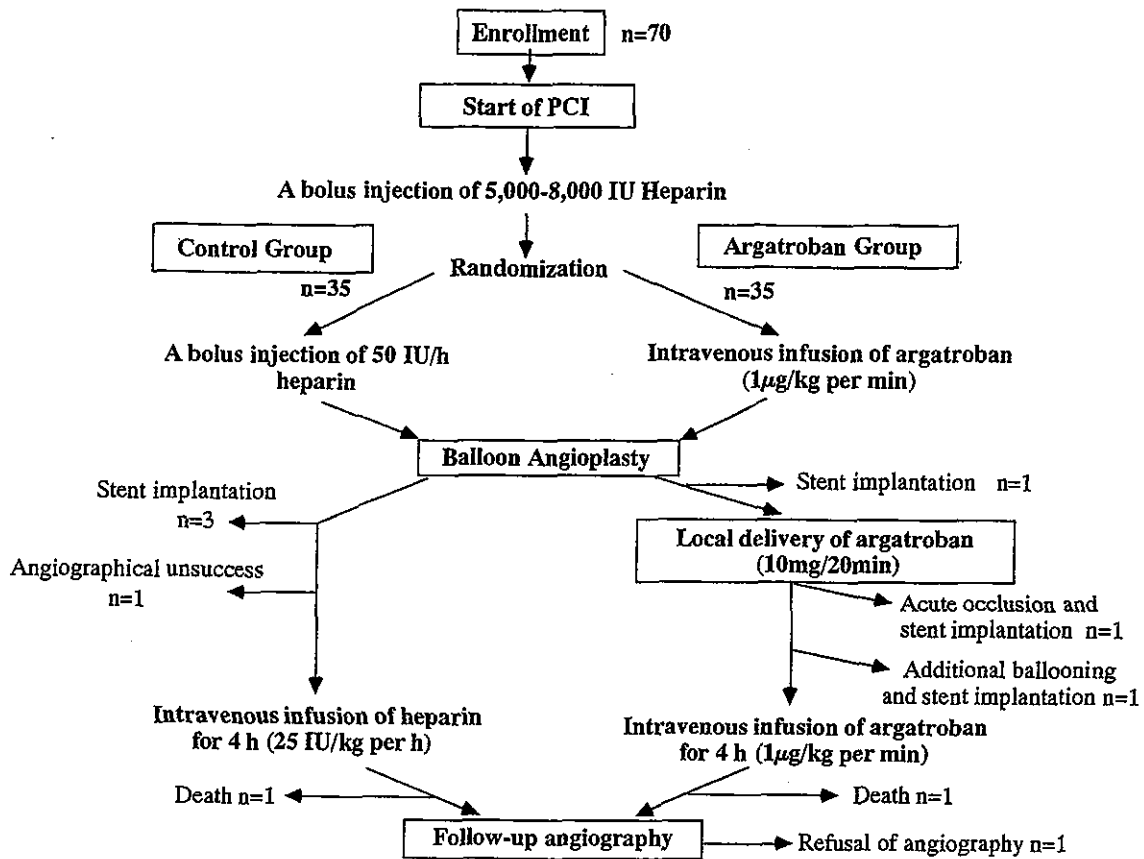 Enrollment n=70
Start of PCI
A bolus injection of 5,000-8,000 IU Heparin
Control Group
Argatroban Group
Randomization
n=35
n=35
A bolus injection of 50 IU/h
heparin
Intravenous infusion of argatroban
(1μg/kg per min)
Balloon Angioplasty
Stent implantation
n=3
Stent implantation n=1
Local delivery of argatroban
(10mg/20min)
Angiographical unsuccess
n=1
Acute occlusion and
stent implantation n=1
Additional ballooning
and stent implantation n=1
Intravenous infusion of heparin
for 4 h (25 IU/kg per h)
Intravenous infusion of argatroban
for 4 h (1μg/kg per min)
Death n=1
Death n=1
Follow-up angiography
Refusal of angiography n=1